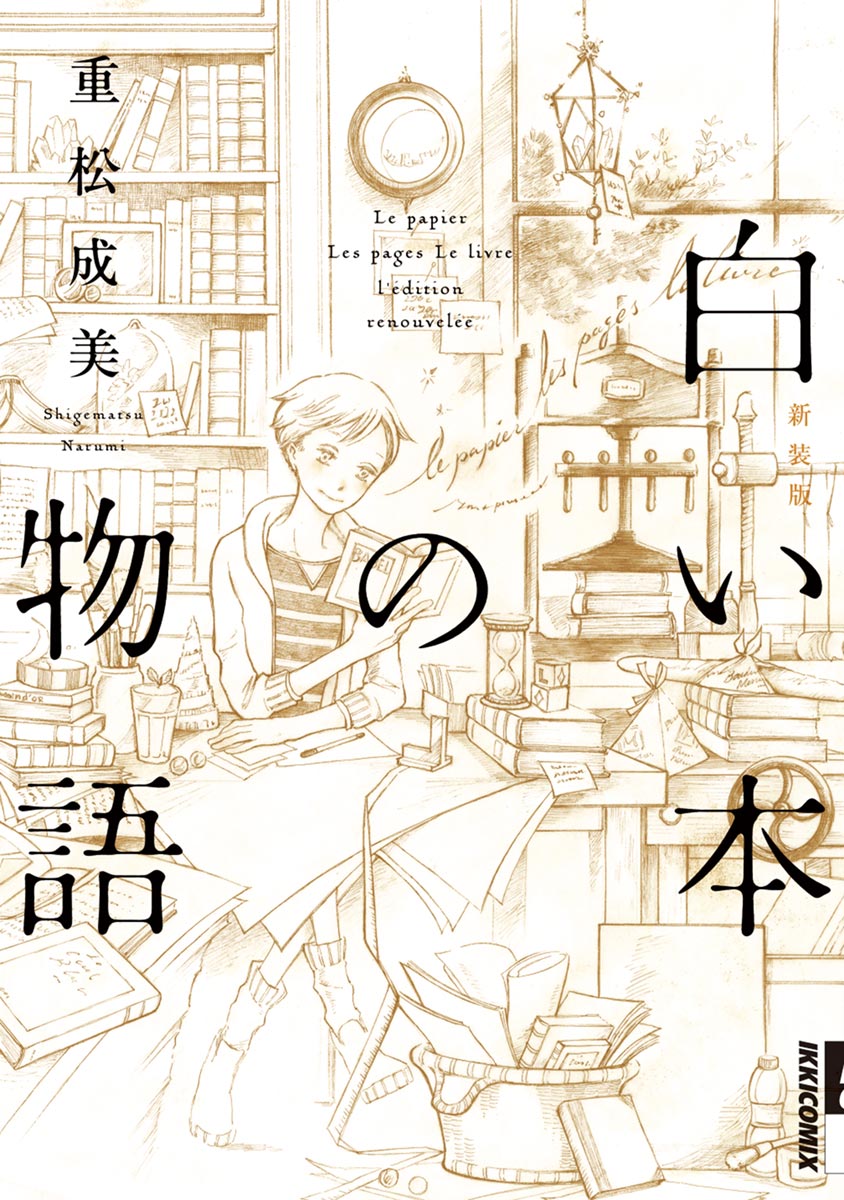 白い本
の
物語
新装版
重松成美
Shigematsu
Narumi
Le papier
Les pages Le livre
l'édition
renouvelée
le papier les pages le livre
IKKI COMIX